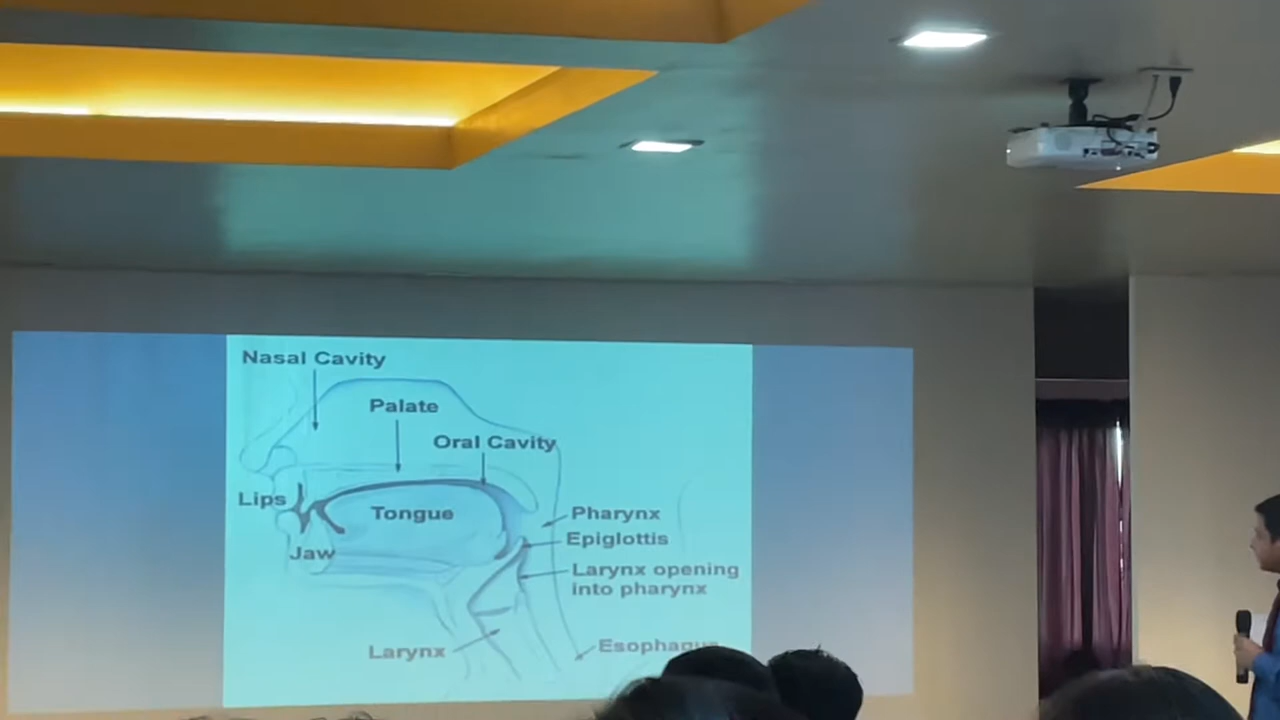 Nasal Cavity
Palate
Oral Cavity
Lips
Tongue
Pharynx
Epiglottis
Jaw
Larynx opening
into pharynx
Larynx